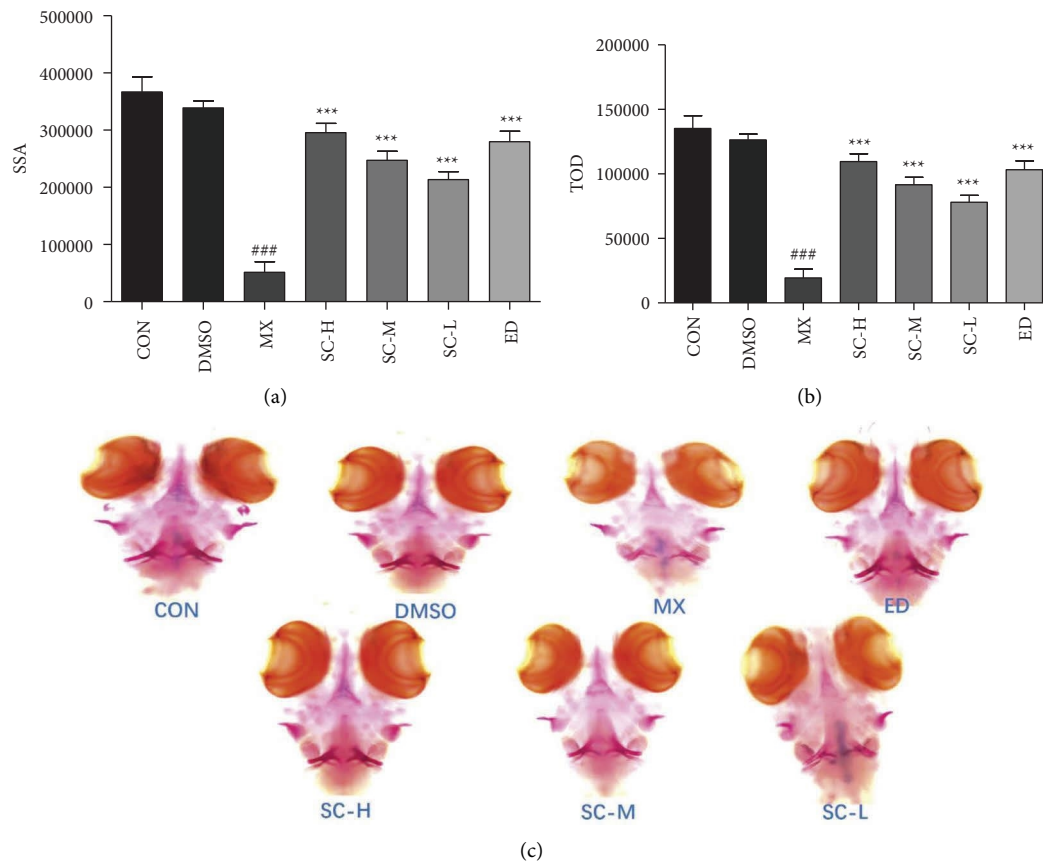 500000
400000
300000
200000
100000
0
SSA
###
***
***
***
***
CON
DMSO
MX
SC-H
SC-M
SC-L
ED
(a)
200000
150000
100000
50000
0
TOD
###
***
***
***
***
CON
DMSO
MX
SC-H
SC-M
SC-L
ED
(b)
CON
DMSO
MX
ED
SC-H
SC-M
SC-L
(c)